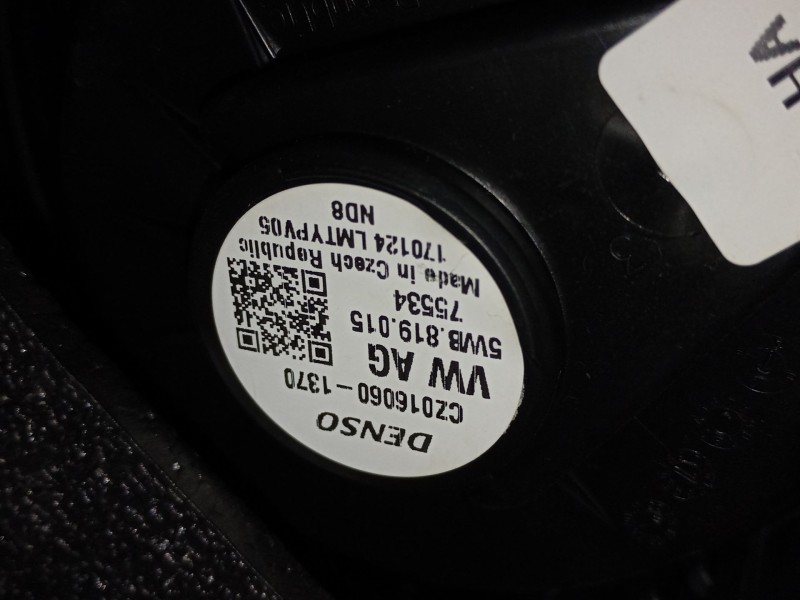 DENSO
CZ016060-1370
VW AG
5WB.819.015
75534
Made in Czech Republic
170124 LMTYPV05
ND8